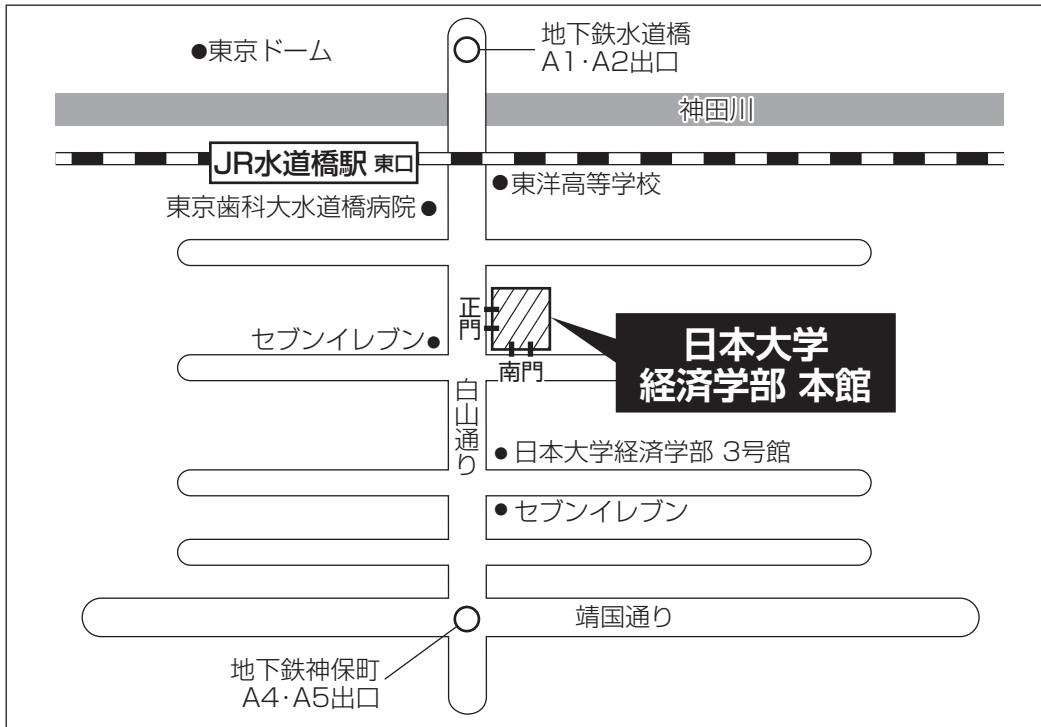 ●東京ドーム
地下鉄水道橋
A1・A2出口
神田川
JR水道橋駅 東口
●東洋高等学校
東京歯科大水道橋病院●
正門
セブンイレブン●
南門
日本大学
経済学部 本館
白山通り
●日本大学経済学部 3号館
●セブンイレブン
靖国通り
地下鉄神保町
A4・A5出口